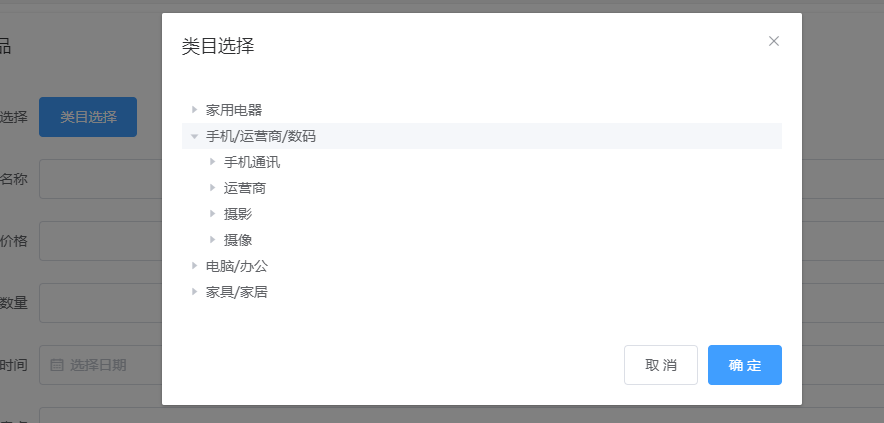 品
类目选择
选择
类目选择
家用电器
手机/运营商/数码
手机通讯
名称
运营商
摄影
价格
摄像
电脑/办公
家具/家居
数量
时间
选择日期
取 消
确 定